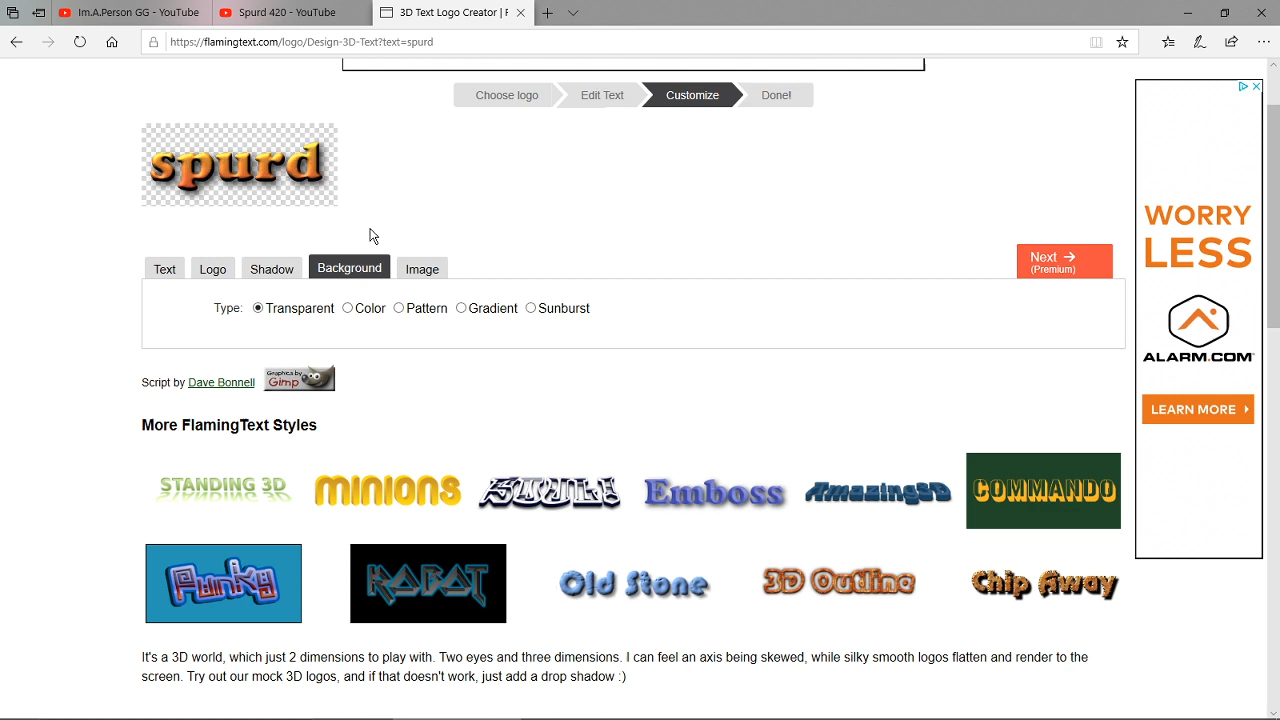 Im.A.Person GG - YouTube
Spurd 420 - YouTube
3D Text Logo Creator | F
https://flamingtext.com/logo/Design-3D-Text?text=spurd
Choose logo
Edit Text
Customize
Done!
spurd
Text
Logo
Shadow
Background
Image
Next →
(Premium)
Type: Transparent Color Pattern Gradient Sunburst
Script by Dave Bonnell
Graphics by
Gimp
More FlamingText Styles
STANDING 3D
MINIONS
Emboss
Amazing3D
COMMANDO
Funky
ROBOT
Old Stone
3D Outline
Chip Away
It's a 3D world, which just 2 dimensions to play with. Two eyes and three dimensions. I can feel an axis being skewed, while silky smooth logos flatten and render to the
screen. Try out our mock 3D logos, and if that doesn't work, just add a drop shadow :)
WORRY
LESS
ALARM.COM
LEARN MORE